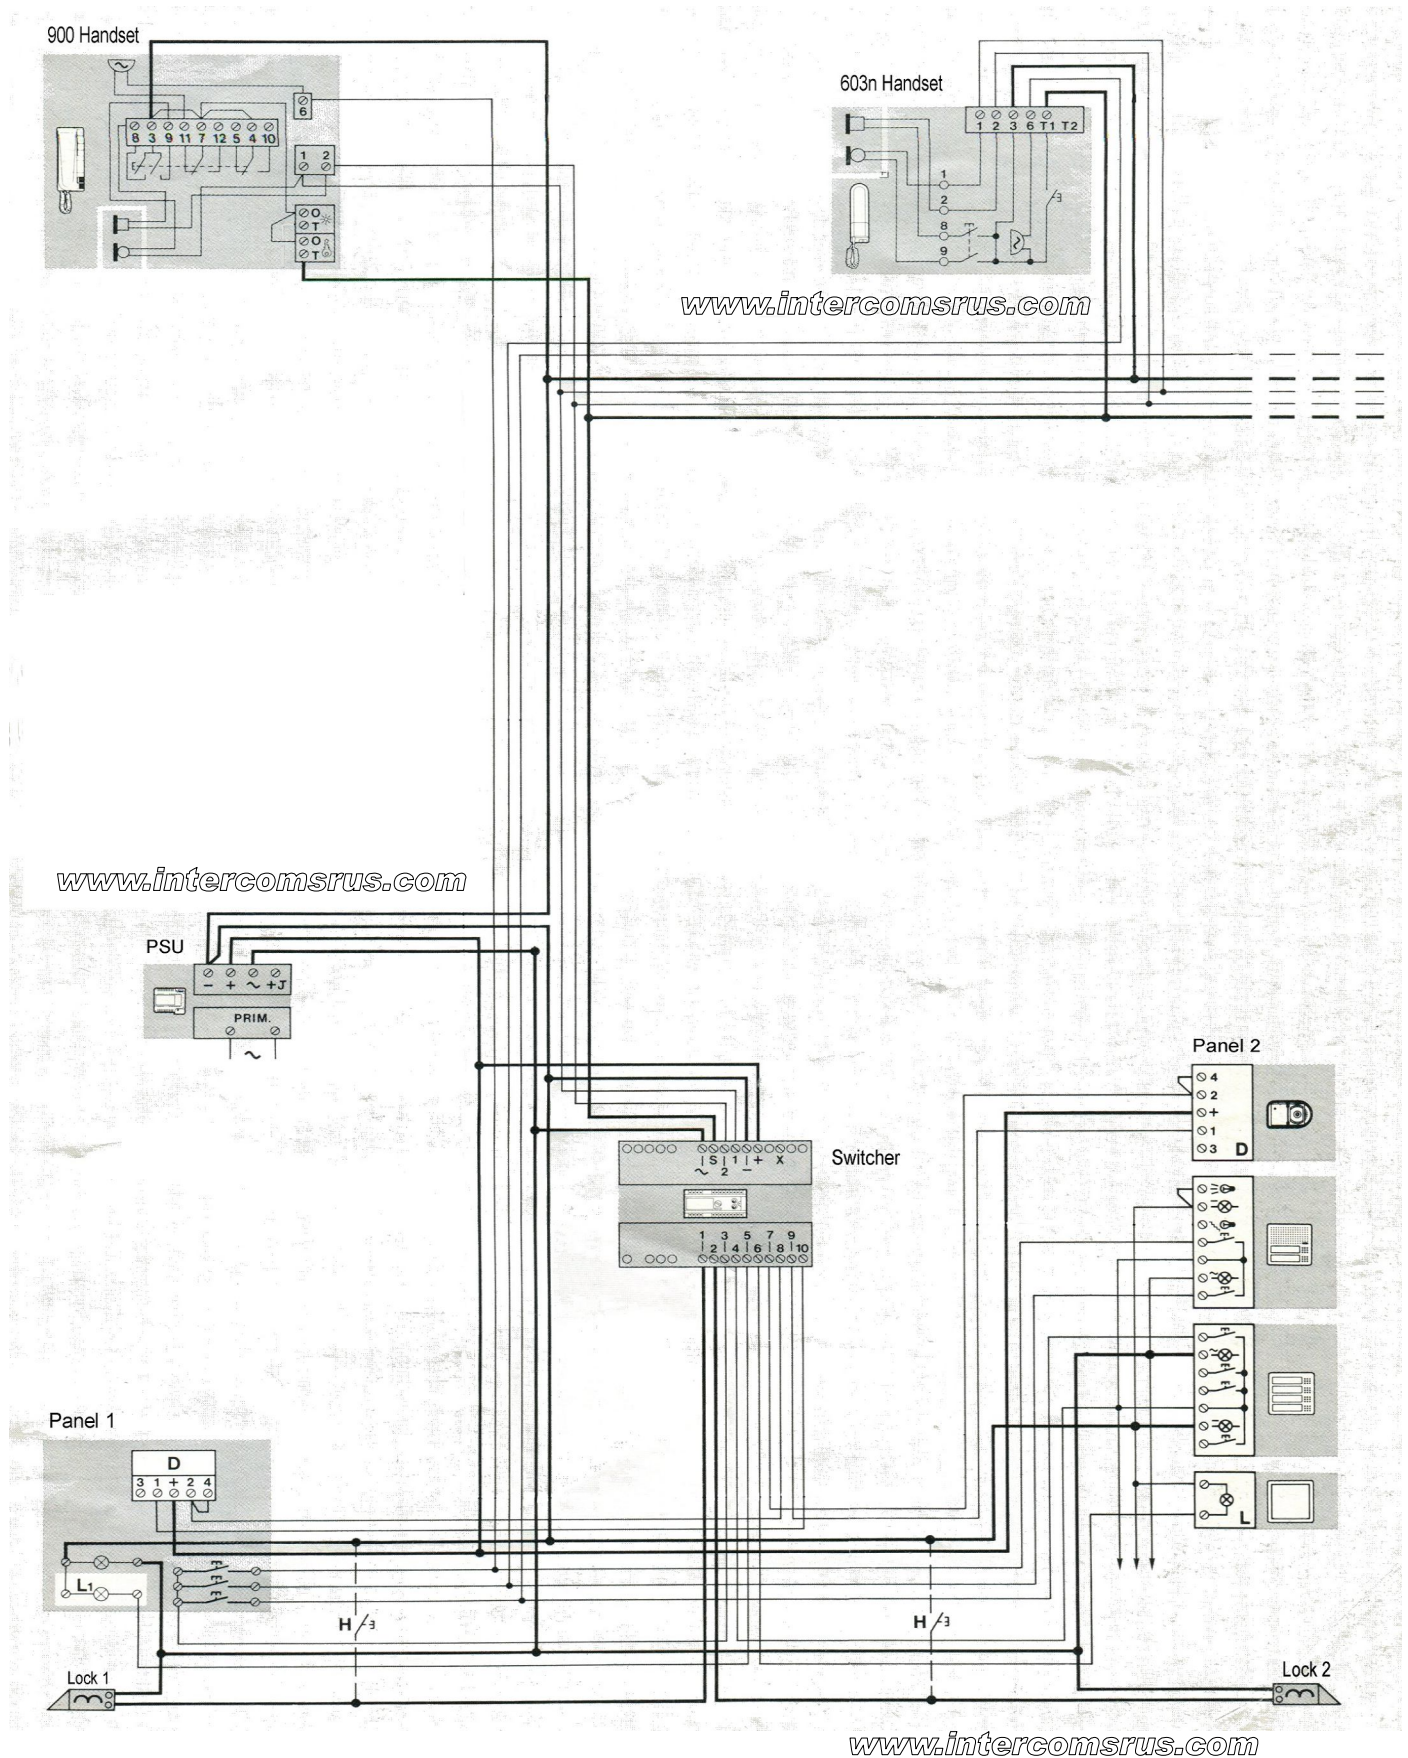 900 Handset
6
8 3 9 11 7 12 5 4 10
1 2
O
T
O
T
603n Handset
1 2 3 6 T1 T2
1
2
8
9
www.intercomsrus.com
www.intercomsrus.com
PSU
- + ~ +J
PRIM.
~
Panel 2
4
2
+
1
3 D
Switcher
~ S 2 1 - + X
1 2 3 4 5 6 7 8 9 10
L
Panel 1
D
3 1 + 2 4
L1
H
H
Lock 1
Lock 2
www.intercomsrus.com